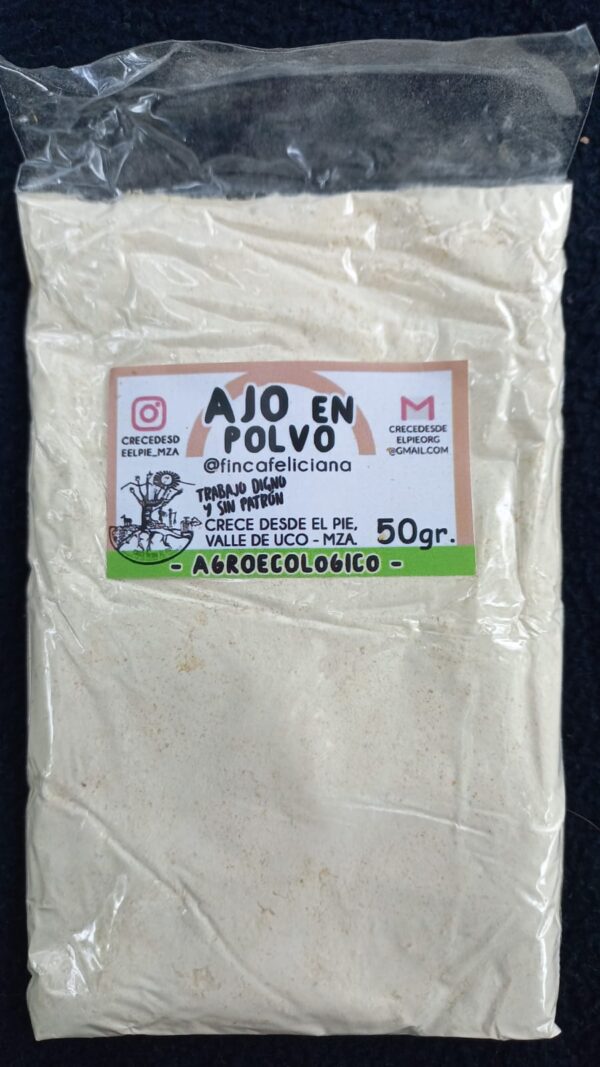 AJO EN
POLVO
@fincafeliciana
CRECEDESD
EELPIE_MZA
CRECEDESDE
ELPIEORG
@GMAIL.COM
TRABAJO DIGNO
Y SIN PATRÓN
CRECE DESDE EL PIE,
VALLE DE UCO - MZA.
50gr.
- AGROECOLOGICO -